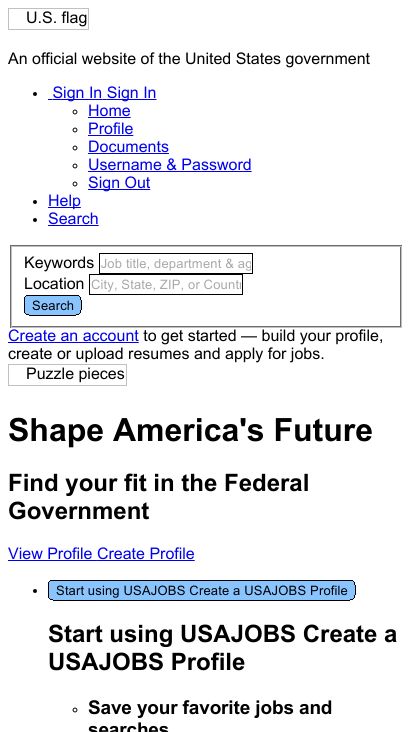 U.S. flag
An official website of the United States government
Sign In Sign In
Home
Profile
Documents
Username & Password
Sign Out
Help
Search
Keywords Job title, department & ag
Location City, State, ZIP, or Countr
Search
Create an account to get started — build your profile,
create or upload resumes and apply for jobs.
Puzzle pieces
Shape America's Future
Find your fit in the Federal
Government
View Profile Create Profile
Start using USAJOBS Create a USAJOBS Profile
Start using USAJOBS Create a
USAJOBS Profile
Save your favorite jobs and
searches